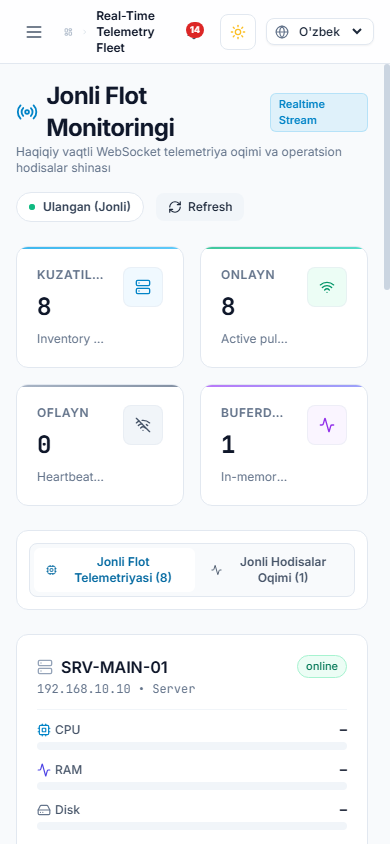 Real-Time
Telemetry
Fleet
14
O'zbek
Jonli Flot
Monitoringi
Realtime
Stream
Haqiqiy vaqtli WebSocket telemetriya oqimi va operatsion
hodisalar shinası
Ulangan (Jonli)
Refresh
KUZATIL...
8
Inventory ...
ONLAYN
8
Active pul...
OFLAYN
0
Heartbeat...
BUFERD...
1
In-memor...
Jonli Flot
Telemetriyasi (8)
Jonli Hodisalar
Oqimi (1)
SRV-MAIN-01
online
192.168.10.10 • Server
CPU
–
RAM
–
Disk
–